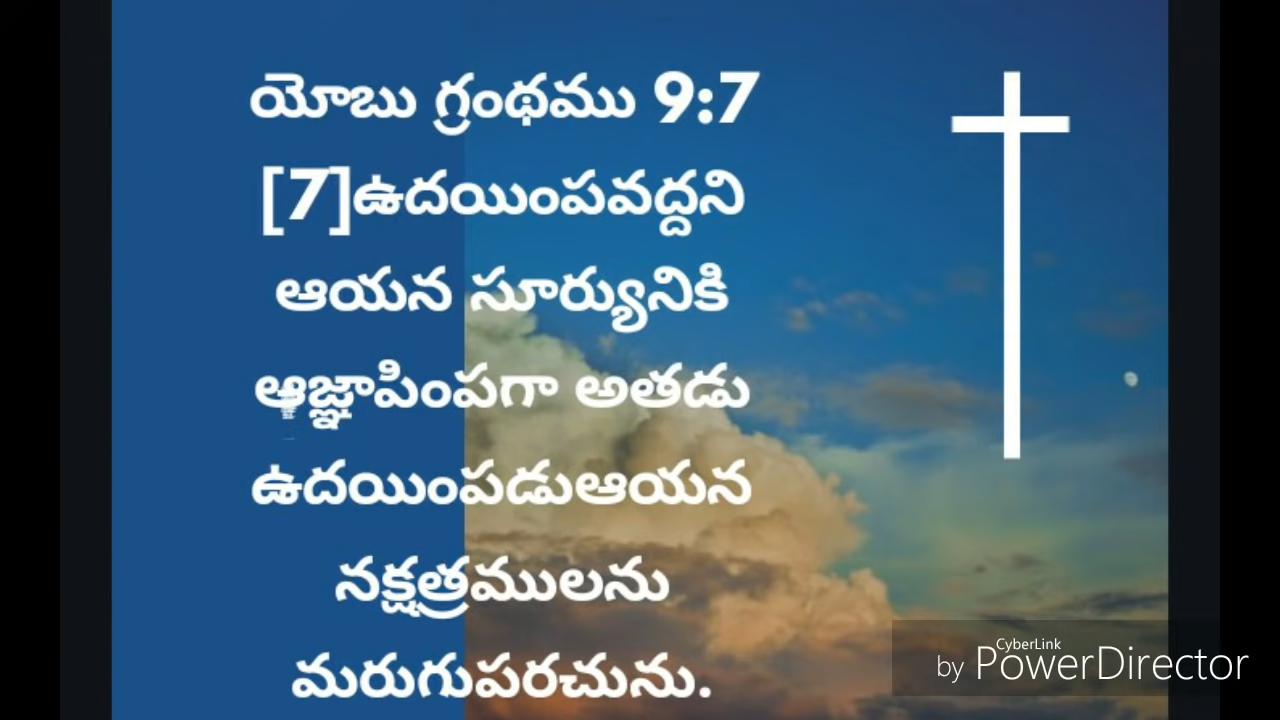 యోబు గ్రంథము 9:7
[7]ఉదయింపవద్దని
ఆయన సూర్యునికి
ఆజ్ఞాపింపగా అతడు
ఉదయింపడుఆయన
నక్షత్రములను
మరుగుపరచును.
CyberLink
by PowerDirector